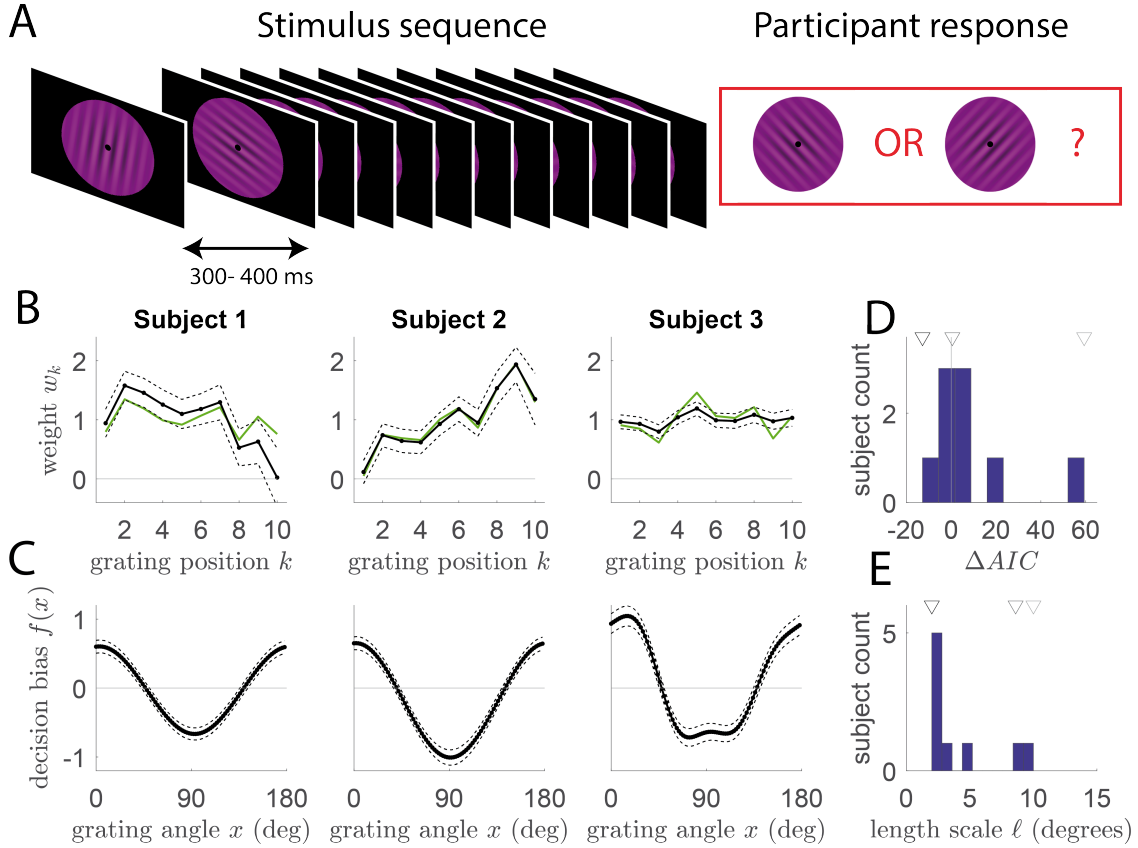 A
Stimulus sequence
Participant response
OR
?
300- 400 ms
B
Subject 1
Subject 2
Subject 3
D
weight w_k
2
1
0
2
1
0
2
1
0
subject count
2
0
2 4 6 8 10
2 4 6 8 10
2 4 6 8 10
-20 0 20 40 60
grating position k
grating position k
grating position k
ΔAIC
C
E
decision bias f(x)
1
0
-1
subject count
5
0
0 90 180
0 90 180
0 90 180
0 5 10 15
grating angle x (deg)
grating angle x (deg)
grating angle x (deg)
length scale ℓ (degrees)